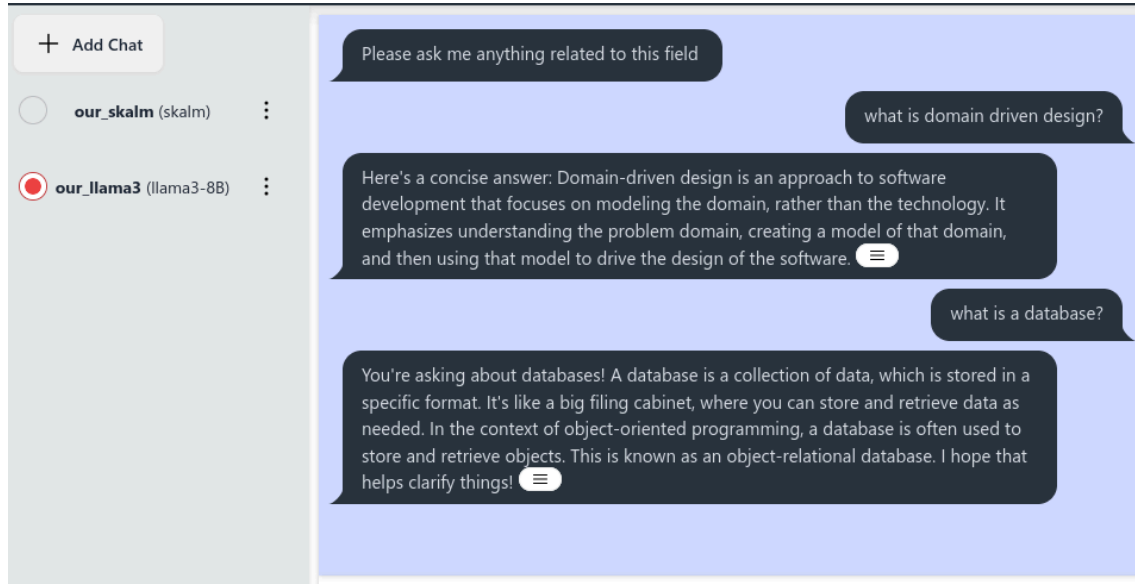 Add Chat
our_skalm (skalm)
our_llama3 (llama3-8B)
Please ask me anything related to this field
what is domain driven design?
Here's a concise answer: Domain-driven design is an approach to software
development that focuses on modeling the domain, rather than the technology. It
emphasizes understanding the problem domain, creating a model of that domain,
and then using that model to drive the design of the software.
what is a database?
You're asking about databases! A database is a collection of data, which is stored in a
specific format. It's like a big filing cabinet, where you can store and retrieve data as
needed. In the context of object-oriented programming, a database is often used to
store and retrieve objects. This is known as an object-relational database. I hope that
helps clarify things!